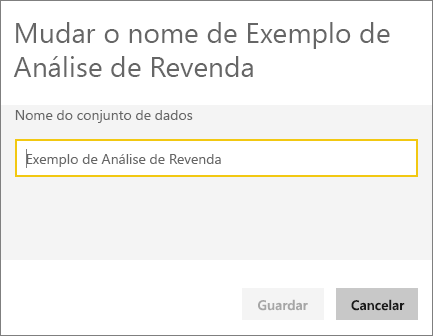 Mudar o nome de Exemplo de
Análise de Revenda
Nome do conjunto de dados
Exemplo de Análise de Revenda
Guardar
Cancelar